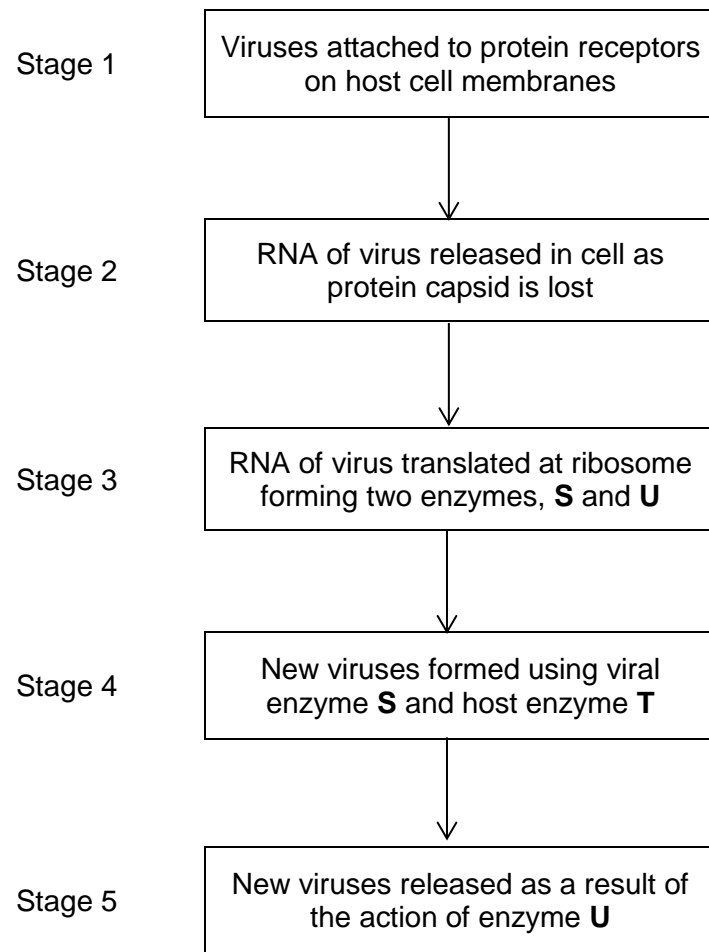 Stage 1
Viruses attached to protein receptors
on host cell membranes
Stage 2
RNA of virus released in cell as
protein capsid is lost
Stage 3
RNA of virus translated at ribosome
forming two enzymes, S and U
Stage 4
New viruses formed using viral
enzyme S and host enzyme T
Stage 5
New viruses released as a result of
the action of enzyme U